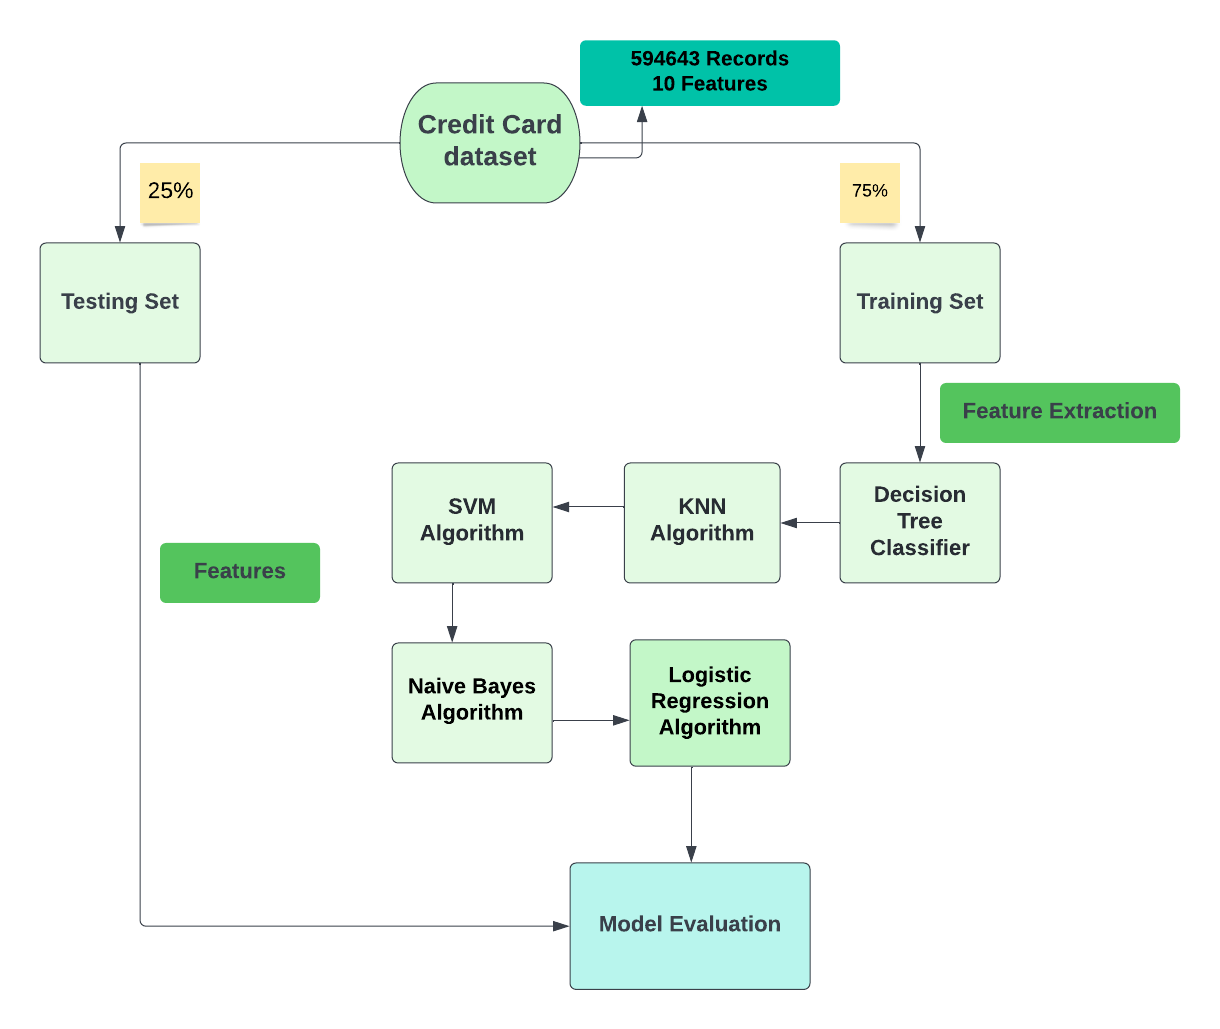 594643 Records
10 Features
Credit Card
dataset
25%
75%
Testing Set
Training Set
Feature Extraction
SVM
Algorithm
KNN
Algorithm
Decision
Tree
Classifier
Features
Naive Bayes
Algorithm
Logistic
Regression
Algorithm
Model Evaluation